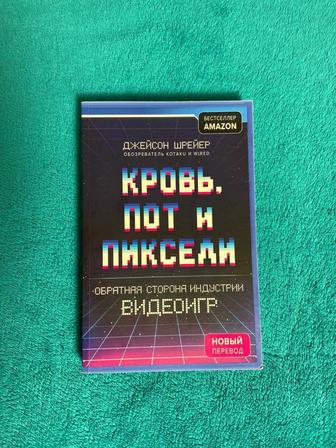 БЕСТСЕЛЛЕР
AMAZON
ДЖЕЙСОН ШРЕЙЕР
ОБОЗРЕВАТЕЛЬ KOTAKU И WIRED
КРОВЬ,
ПОТ И
ПИКСЕЛИ
ОБРАТНАЯ СТОРОНА ИНДУСТРИИ
ВИДЕОИГР
НОВЫЙ
ПЕРЕВОД